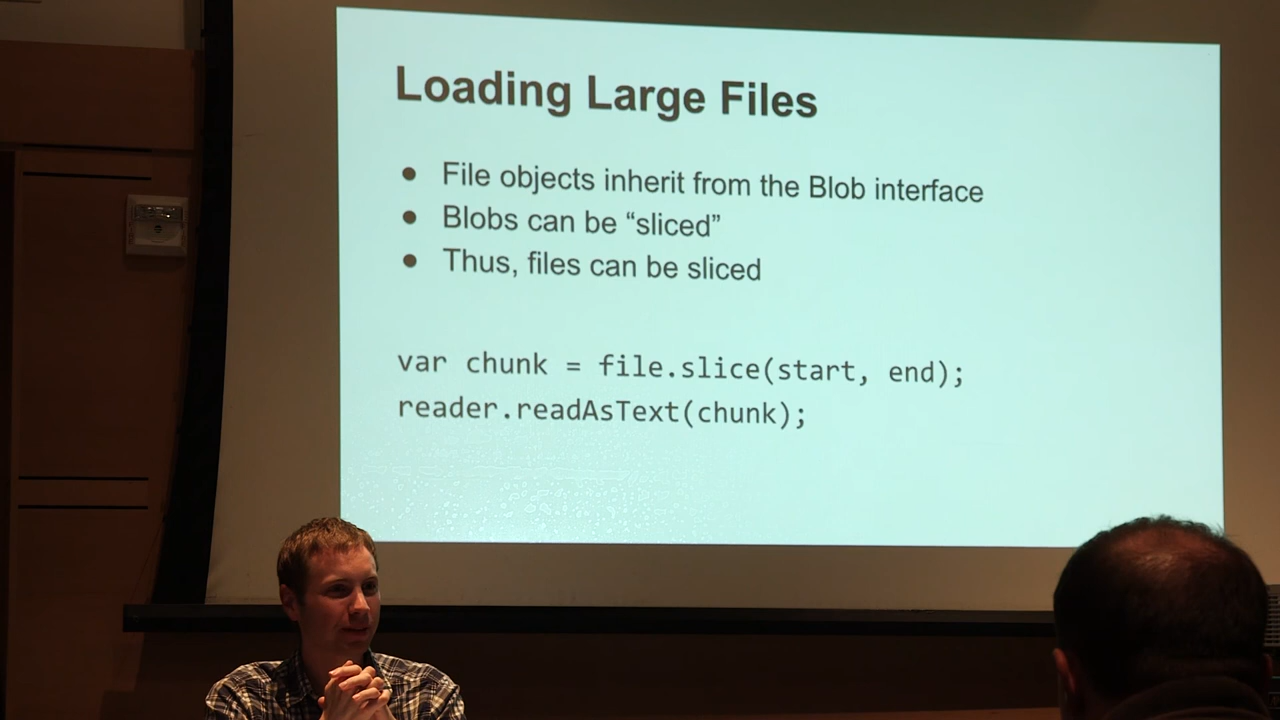 Loading Large Files
● File objects inherit from the Blob interface
● Blobs can be “sliced”
● Thus, files can be sliced
var chunk = file.slice(start, end);
reader.readAsText(chunk);